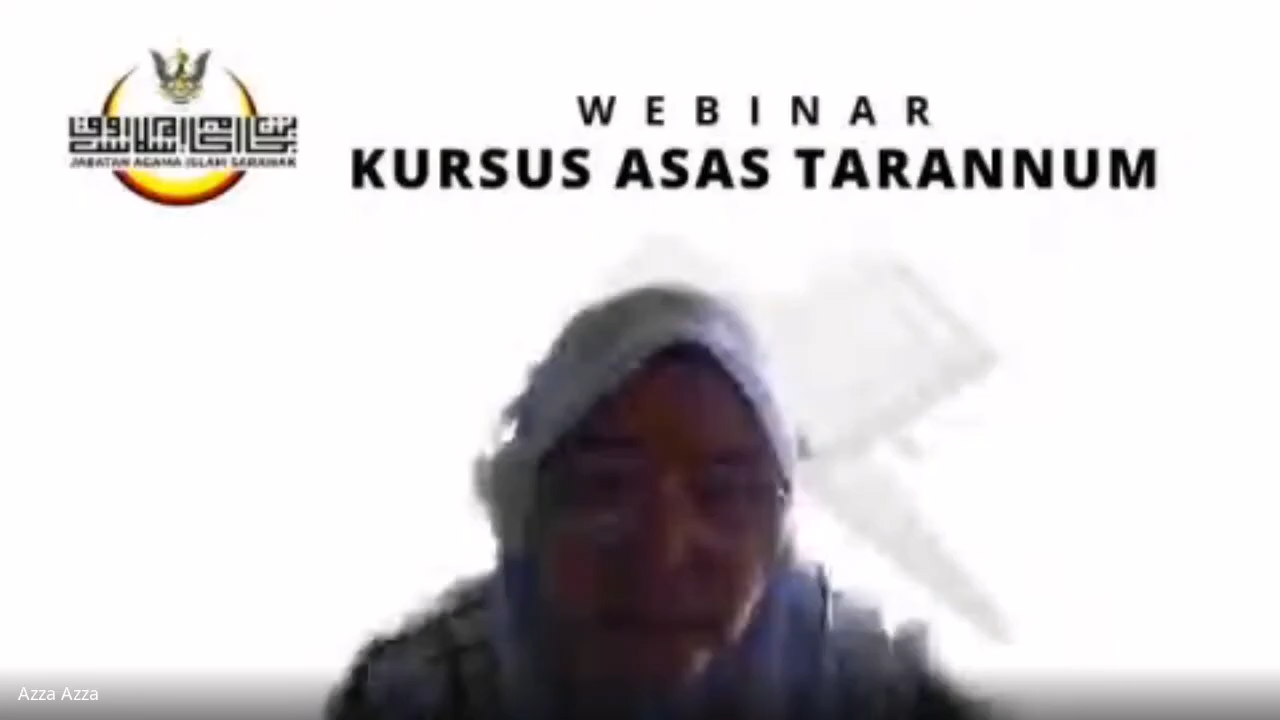 WEBINAR
KURSUS ASAS TARANNUM
JABATAN AGAMA ISLAM SARAWAK
Azza Azza